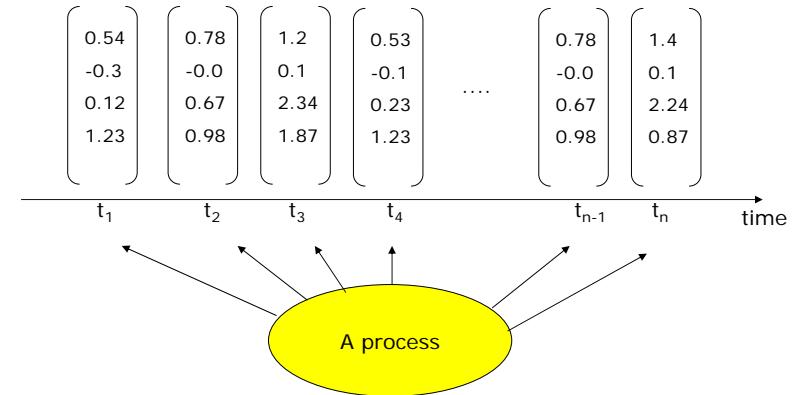 0.54 0.78 1.2 0.53 0.78 1.4
-0.3 -0.0 0.1 -0.1 -0.0 0.1
0.12 0.67 2.34 0.23 .... 0.67 2.24
1.23 0.98 1.87 1.23 0.98 0.87
t1 t2 t3 t4 tn-1 tn
time
A process